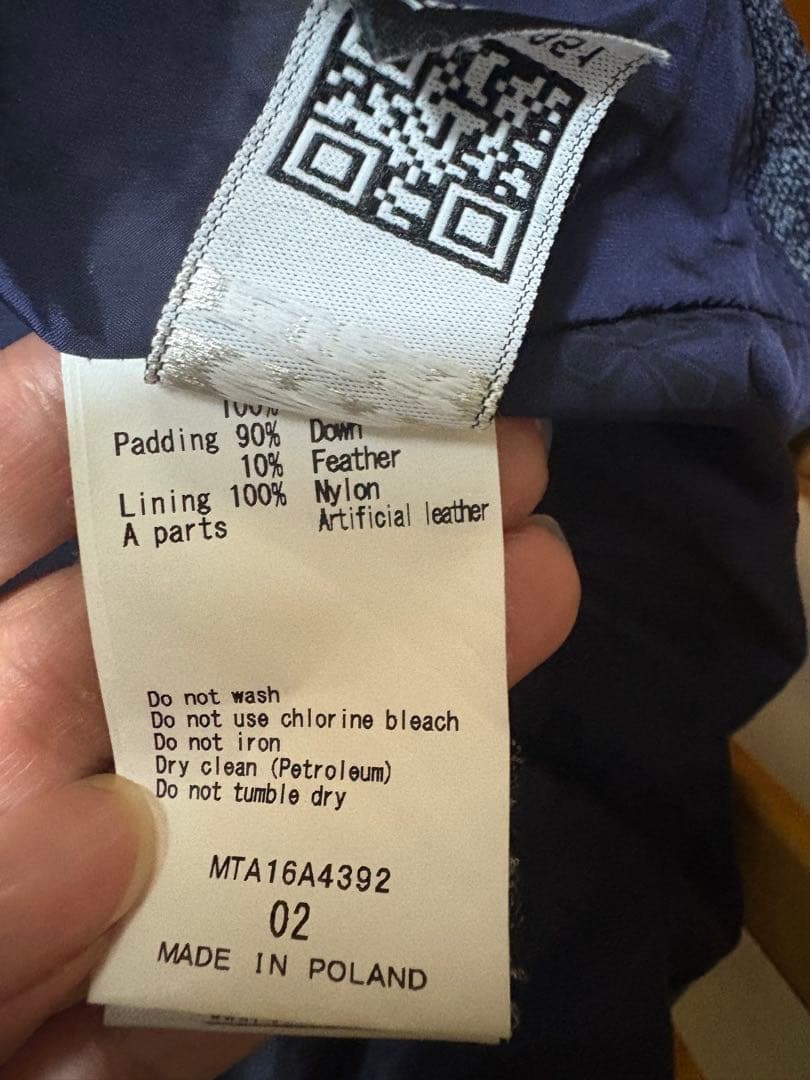 100%
Padding 90% Down
10% Feather
Lining 100% Nylon
A parts Artificial leather
Do not wash
Do not use chlorine bleach
Do not iron
Dry clean (Petroleum)
Do not tumble dry
MTA16A4392
02
MADE IN POLAND